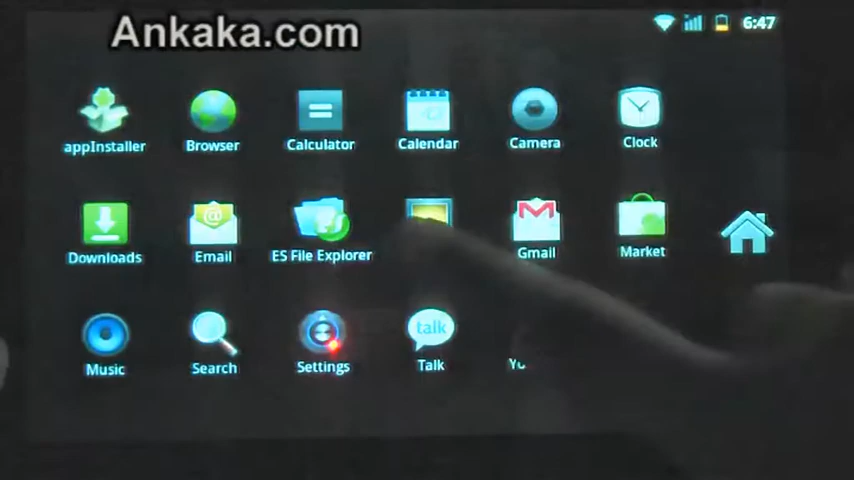 Ankaka.com
6:47
appInstaller
Browser
Calculator
Calendar
Camera
Clock
@
Downloads
Email
ES File Explorer
Gmail
Market
talk
Music
Search
Settings
Talk